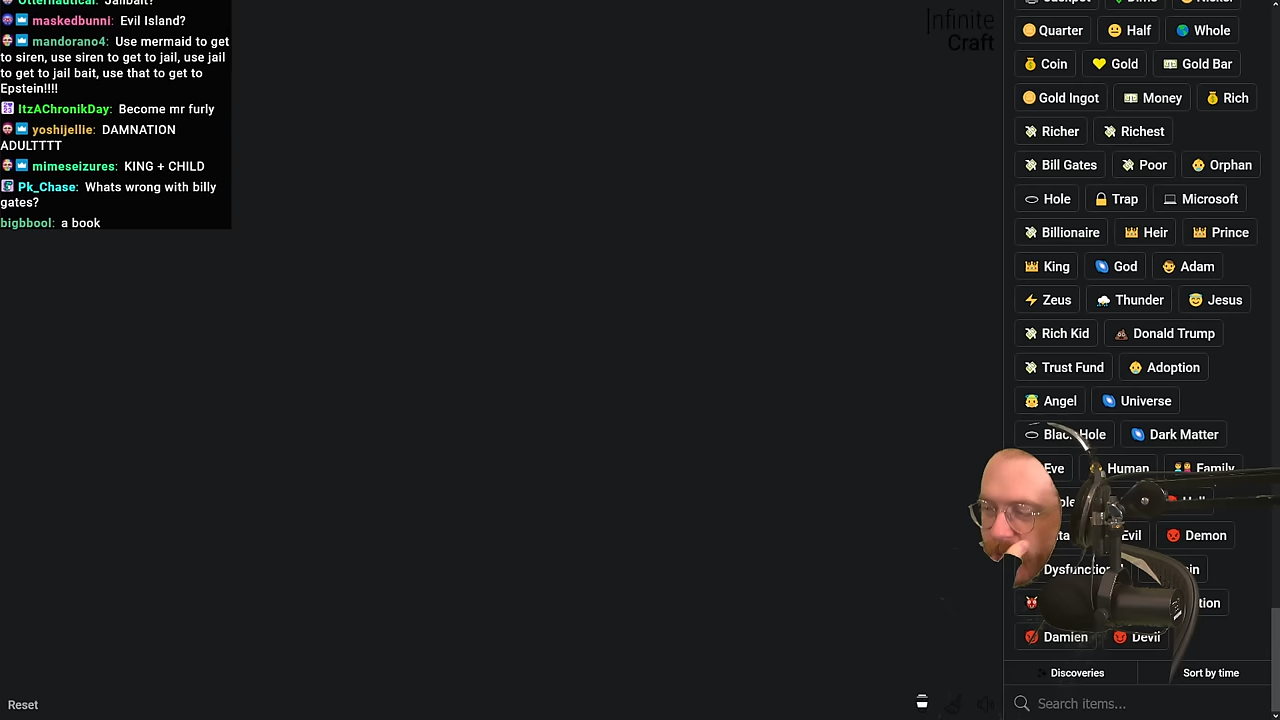 maskedbunni: Evil Island?
mandorano4: Use mermaid to get
to siren, use siren to get to jail, use jail
to get to jail bait, use that to get to
Epstein!!!!
ItzAChronikDay: Become mr furly
yoshijellie: DAMNATION
ADULTTTT
mimeseizures: KING + CHILD
Pk_Chase: Whats wrong with billy
gates?
bigbbool: a book
Infinite
Craft
Quarter Half Whole
Coin Gold Gold Bar
Gold Ingot Money Rich
Richer Richest
Bill Gates Poor Orphan
Hole Trap Microsoft
Billionaire Heir Prince
King God Adam
Zeus Thunder Jesus
Rich Kid Donald Trump
Trust Fund Adoption
Angel Universe
Black Hole Dark Matter
Eve Human Family
Evil Demon
Damien Devil
Discoveries Sort by time
Search items...
Reset